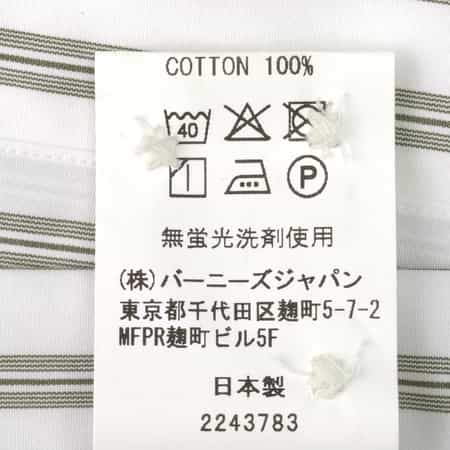 COTTON 100%
40
P
無蛍光洗剤使用
(株)バーニーズジャパン
東京都千代田区麹町5-7-2
MFPR麹町ビル5F
日本製
2243783